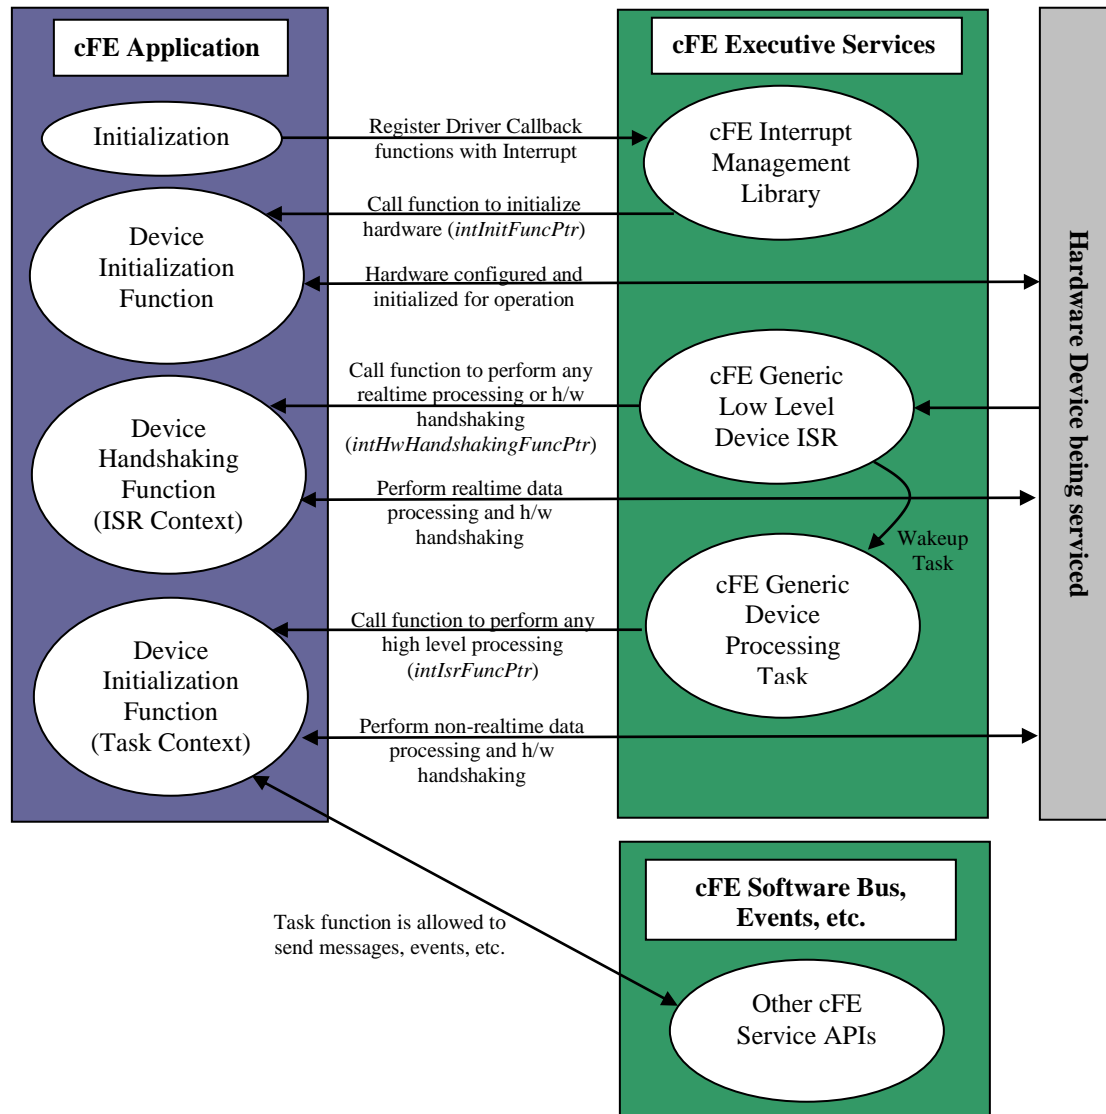 cFE Application
Initialization
Device
Initialization
Function
Device
Handshaking
Function
(ISR Context)
Device
Initialization
Function
(Task Context)
Register Driver Callback
functions with Interrupt
Call function to initialize
hardware (intInitFuncPtr)
Hardware configured and
initialized for operation
Call function to perform any
realtime processing or h/w
handshaking
(intHwHandshakingFuncPtr)
Perform realtime data
processing and h/w
handshaking
Call function to perform any
high level processing
(intIsrFuncPtr)
Perform non-realtime data
processing and h/w
handshaking
Task function is allowed to
send messages, events, etc.
cFE Executive Services
cFE Interrupt
Management
Library
cFE Generic
Low Level
Device ISR
Wakeup
Task
cFE Generic
Device
Processing
Task
cFE Software Bus,
Events, etc.
Other cFE
Service APIs
Hardware Device being serviced